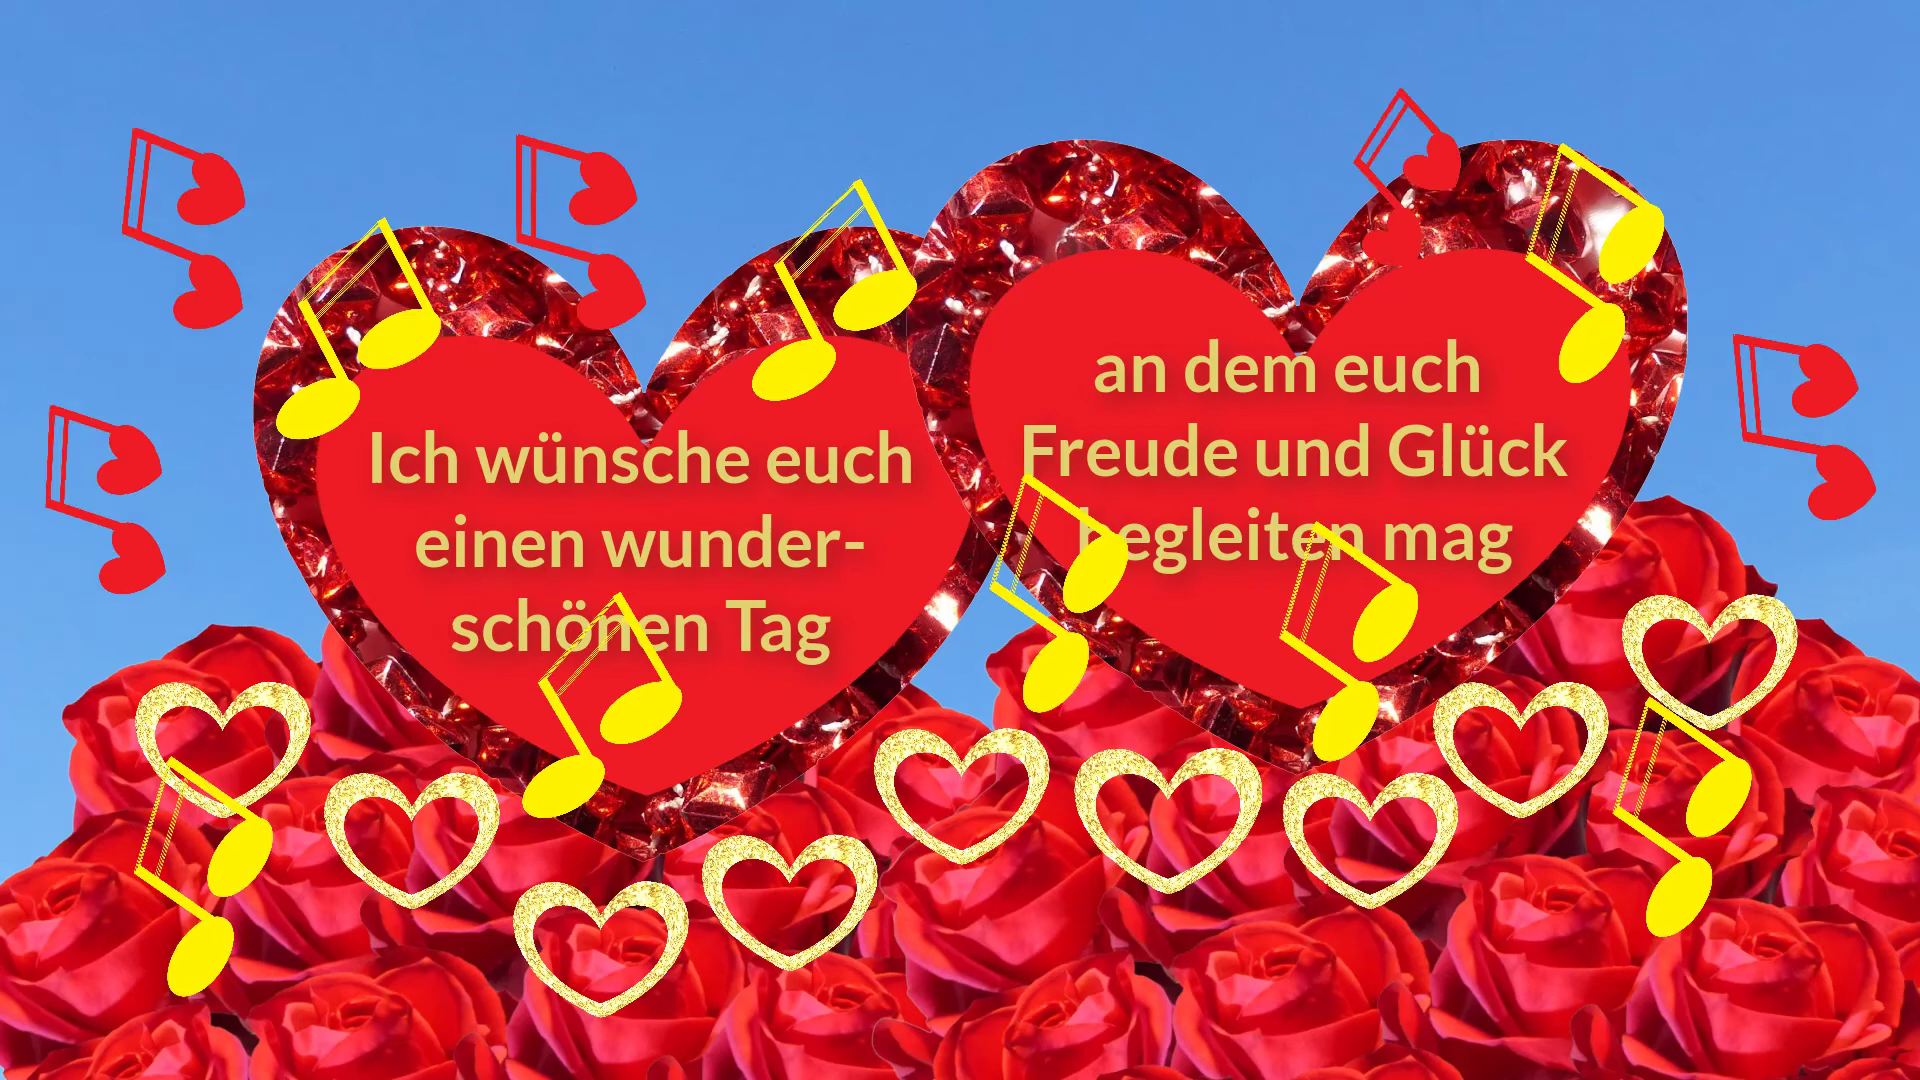 Ich wünsche euch
einen wunder-
schönen Tag
an dem euch
Freude und Glück
begleiten mag